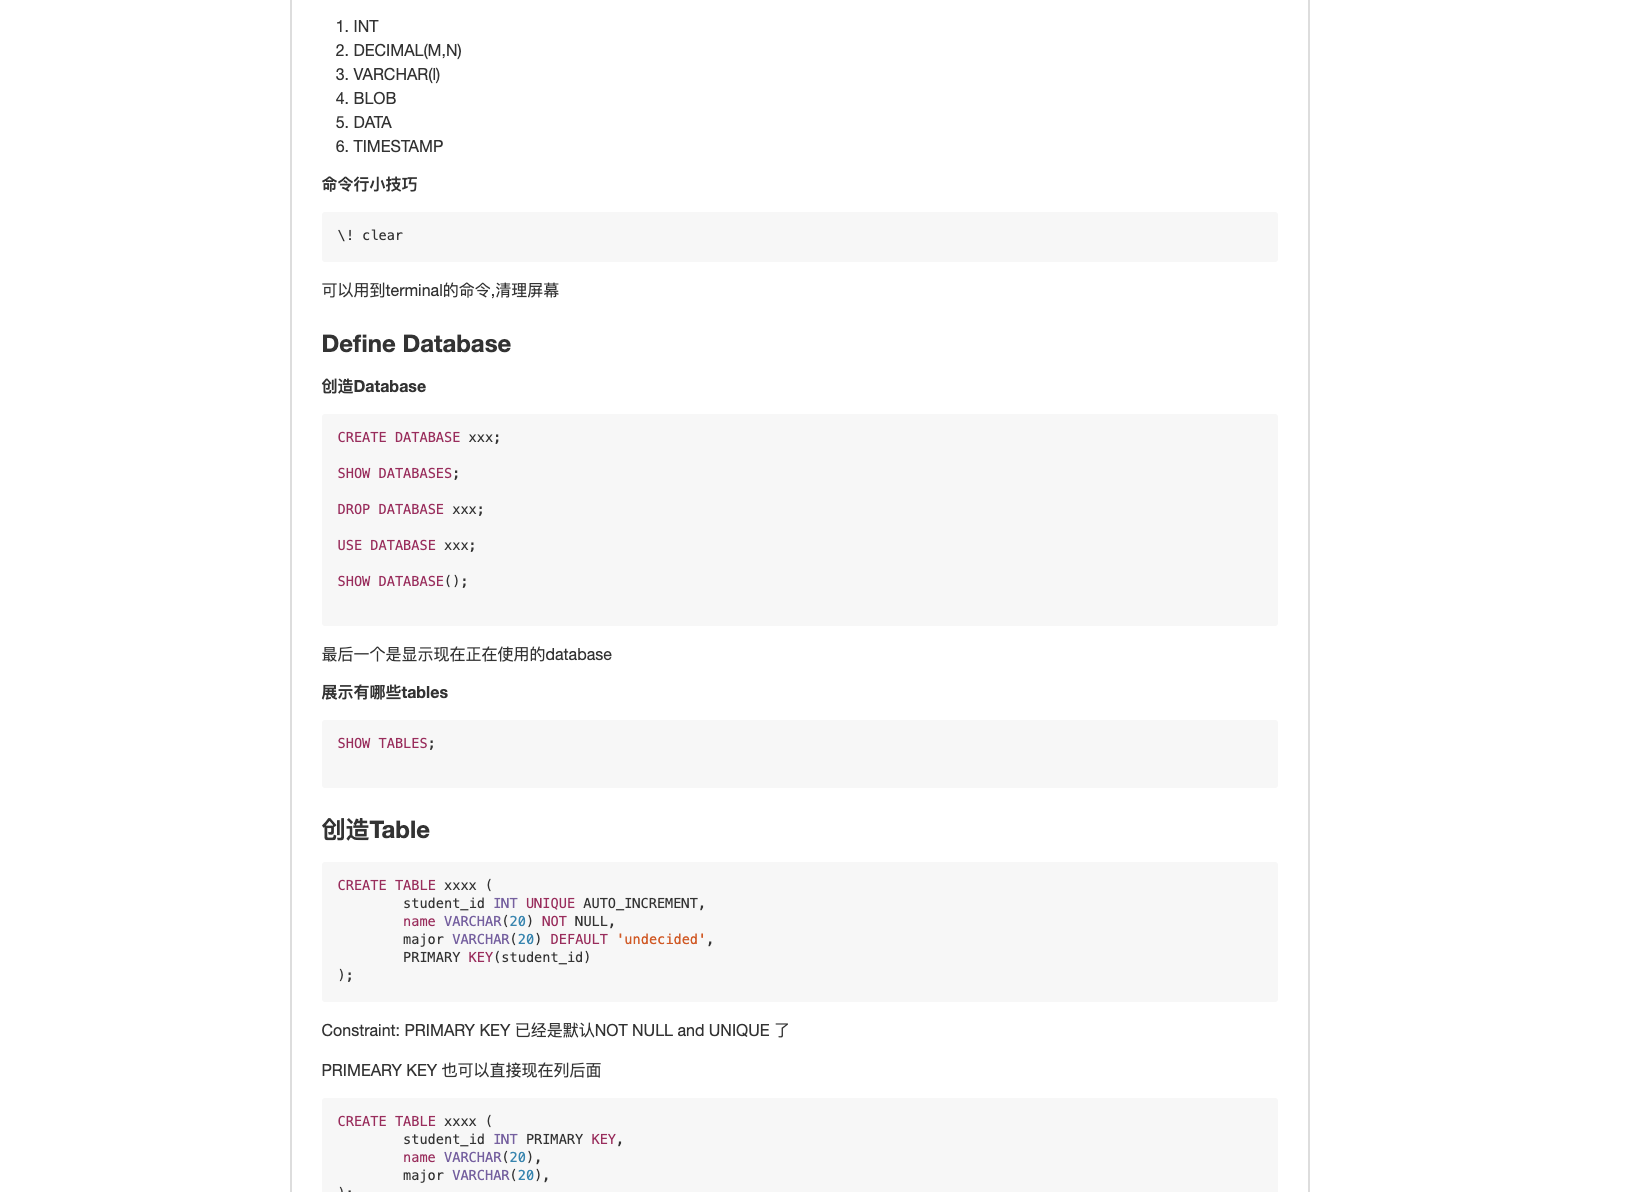 1. INT
2. DECIMAL(M,N)
3. VARCHAR(l)
4. BLOB
5. DATA
6. TIMESTAMP
命令行小技巧
\! clear
可以用到terminal的命令,清理屏幕
Define Database
创造Database
CREATE DATABASE xxx;
SHOW DATABASES;
DROP DATABASE xxx;
USE DATABASE xxx;
SHOW DATABASE();
最后一个是显示现在正在使用的database
展示有哪些tables
SHOW TABLES;
创造Table
CREATE TABLE xxxx (
student_id INT UNIQUE AUTO_INCREMENT,
name VARCHAR(20) NOT NULL,
major VARCHAR(20) DEFAULT 'undecided',
PRIMARY KEY(student_id)
);
Constraint: PRIMARY KEY 已经是默认NOT NULL and UNIQUE 了
PRIMEARY KEY 也可以直接现在列后面
CREATE TABLE xxxx (
student_id INT PRIMARY KEY,
name VARCHAR(20),
major VARCHAR(20),
);